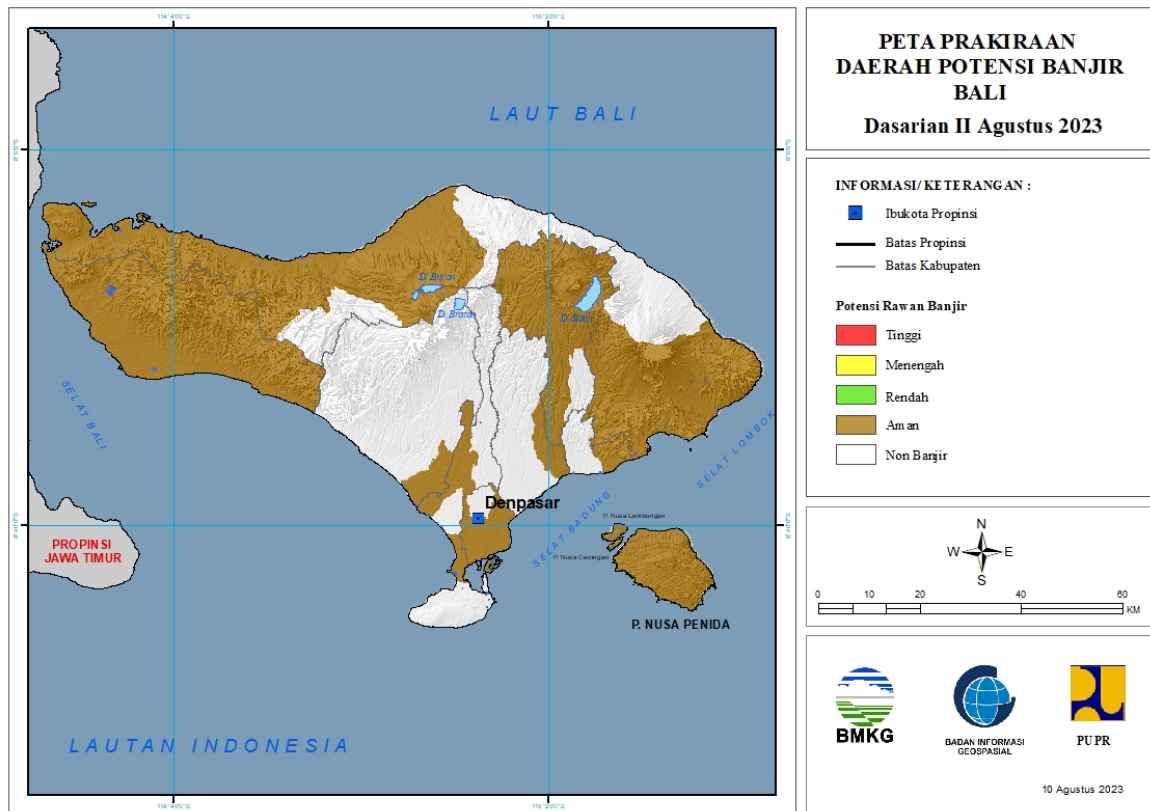 PETA PRAKIRAAN
DAERAH POTENSI BANJIR
BALI
Dasarian II Agustus 2023
INFORMASI/ KETERANGAN :
Ibukota Propinsi
Batas Propinsi
Batas Kabupaten
Potensi Rawan Banjir
Tinggi
Menengah
Rendah
Aman
Non Banjir
N
W E
S
0 10 20 40 60
KM
BMKG
BADAN INFORMASI
GEOSPASIAL
PUPR
10 Agustus 2023
LAUT BALI
D. Buyan
D. Bratan
D. Batur
SELAT BALI
SELAT LOMBOK
Denpasar
SELAT BADUNG
P. Nusa Lembongan
P. Nusa Ceningan
PROPINSI
JAWA TIMUR
P. NUSA PENIDA
LAUTAN INDONESIA